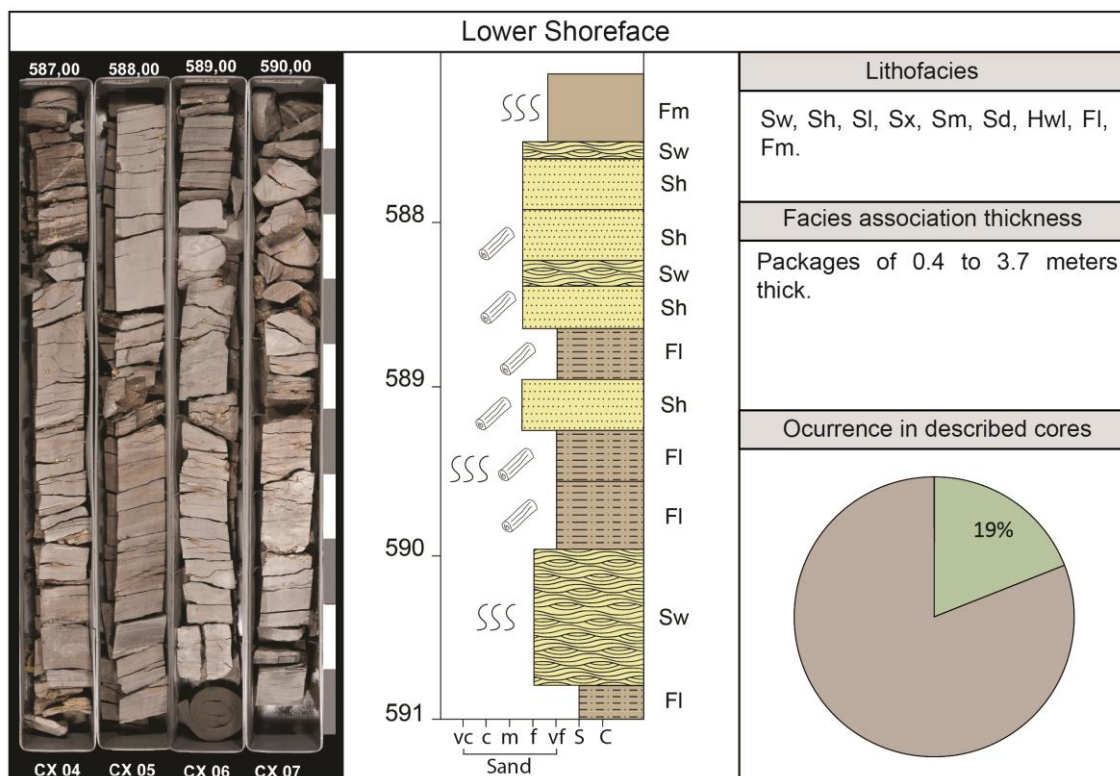 Lower Shoreface
587,00 588,00 589,00 590,00
CX 04 CX 05 CX 06 CX 07
Fm
Sw
Sh
588
Sh
Sw
Sh
Fl
589
Sh
Fl
Fl
590
Sw
Fl
591
vc c m f vf S C
Sand
Lithofacies
Sw, Sh, Sl, Sx, Sm, Sd, Hwl, Fl,
Fm.
Facies association thickness
Packages of 0.4 to 3.7 meters
thick.
Ocurrence in described cores
19%